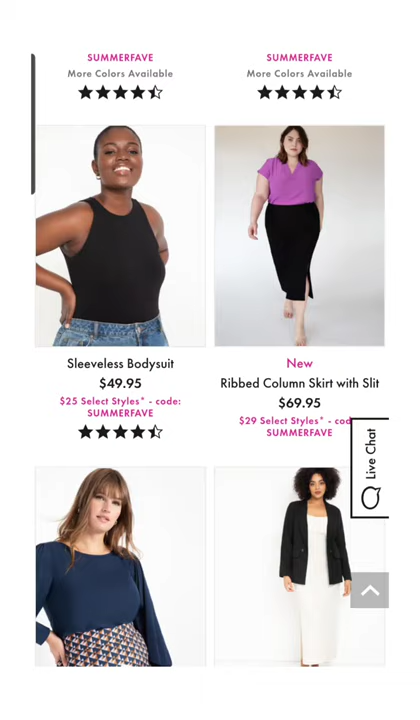 SUMMERFAVE
More Colors Available
SUMMERFAVE
More Colors Available
Sleeveless Bodysuit
$49.95
$25 Select Styles* - code:
SUMMERFAVE
New
Ribbed Column Skirt with Slit
$69.95
$29 Select Styles* - cod
SUMMERFAVE
Live Chat